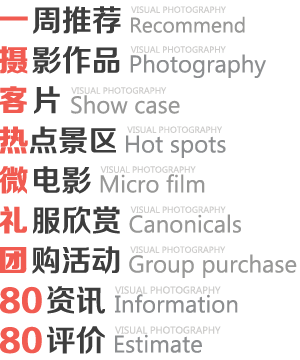 一周推荐 VISUAL PHOTOGRAPHY
Recommend
摄影作品 VISUAL PHOTOGRAPHY
Photography
客片 VISUAL PHOTOGRAPHY
Show case
热点景区 VISUAL PHOTOGRAPHY
Hot spots
微电影 VISUAL PHOTOGRAPHY
Micro film
礼服欣赏 VISUAL PHOTOGRAPHY
Canonicals
团购活动 VISUAL PHOTOGRAPHY
Group purchase
80资讯 VISUAL PHOTOGRAPHY
Information
80评价 VISUAL PHOTOGRAPHY
Estimate